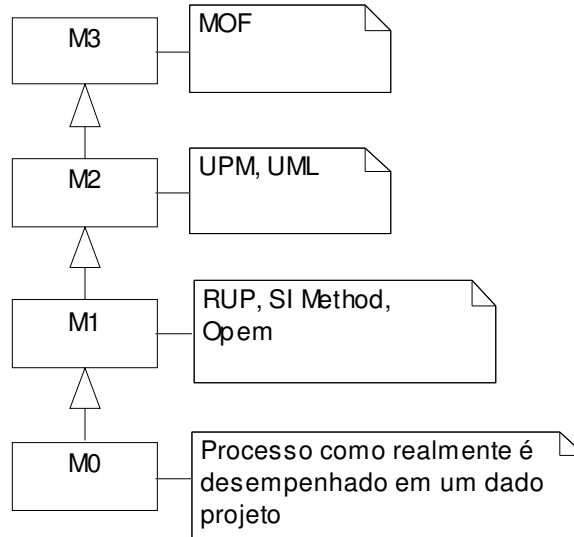 M3
MOF
M2
UPM, UML
M1
RUP, SI Method,
Opem
M0
Processo como realmente é
desempenhado em um dado
projeto